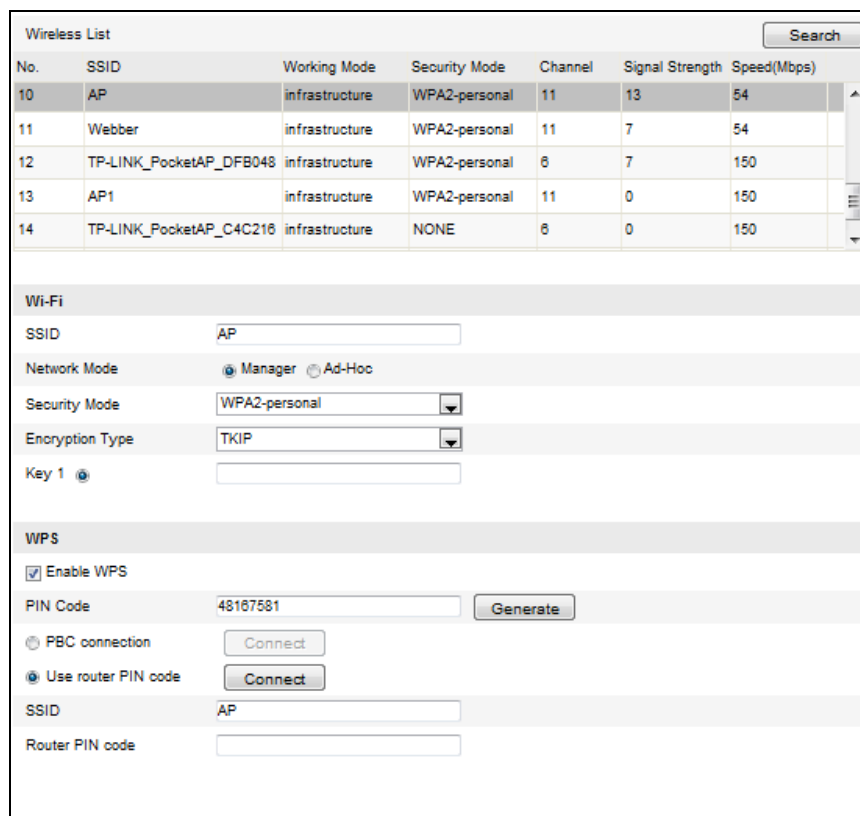 Wireless List Search
No. SSID Working Mode Security Mode Channel Signal Strength Speed(Mbps)
10 AP infrastructure WPA2-personal 11 13 54
11 Webber infrastructure WPA2-personal 11 7 54
12 TP-LINK_PocketAP_DFB048 infrastructure WPA2-personal 6 7 150
13 AP1 infrastructure WPA2-personal 11 0 150
14 TP-LINK_PocketAP_C4C216 infrastructure NONE 6 0 150
Wi-Fi
SSID AP
Network Mode Manager Ad-Hoc
Security Mode WPA2-personal
Encryption Type TKIP
Key 1
WPS
Enable WPS
PIN Code 48167581 Generate
PBC connection Connect
Use router PIN code Connect
SSID AP
Router PIN code